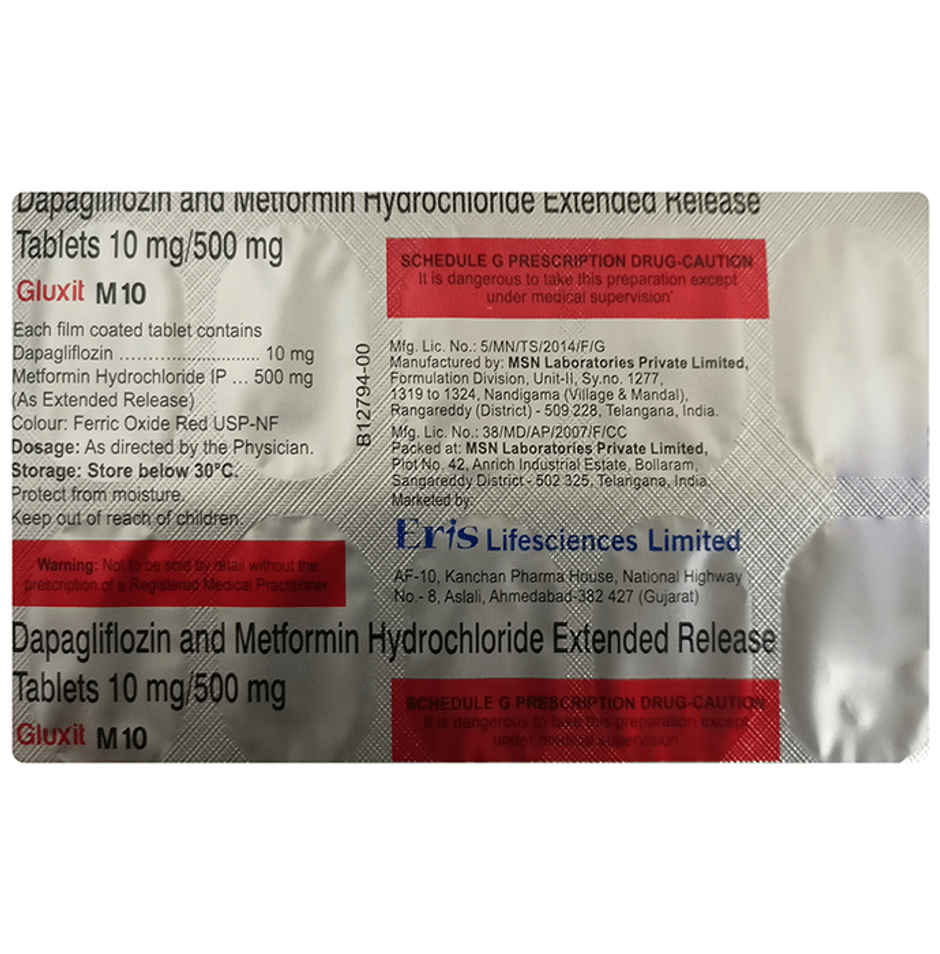 Dapagliflozin and Metformin Hydrochloride Extended Release
Tablets 10 mg/500 mg
Gluxit M 10
Each film coated tablet contains
Dapagliflozin ................................ 10 mg
Metformin Hydrochloride IP ... 500 mg
(As Extended Release)
Colour: Ferric Oxide Red USP-NF
Dosage: As directed by the Physician.
Storage: Store below 30°C.
Protect from moisture.
Keep out of reach of children.
Warning: Not to be sold by retail without the
prescription of a Registered Medical Practitioner
B12794-00
SCHEDULE G PRESCRIPTION DRUG-CAUTION
It is dangerous to take this preparation except
under medical supervision'
Mfg. Lic. No.: 5/MN/TS/2014/F/G
Manufactured by: MSN Laboratories Private Limited,
Formulation Division, Unit-II, Sy.no. 1277,
1319 to 1324, Nandigama (Village & Mandal),
Rangareddy (District) - 509 228, Telangana, India.
Mfg. Lic. No.: 38/MD/AP/2007/F/CC
Packed at: MSN Laboratories Private Limited,
Plot No. 42, Anrich Industrial Estate, Bollaram,
Sangareddy District - 502 325, Telangana, India.
Marketed by:
Eris Lifesciences Limited
AF-10, Kanchan Pharma House, National Highway
No.- 8, Aslali, Ahmedabad-382 427 (Gujarat)
Dapagliflozin and Metformin Hydrochloride Extended Release
Tablets 10 mg/500 mg
Gluxit M 10
SCHEDULE G PRESCRIPTION DRUG-CAUTION
It is dangerous to take this preparation except
under medical supervision